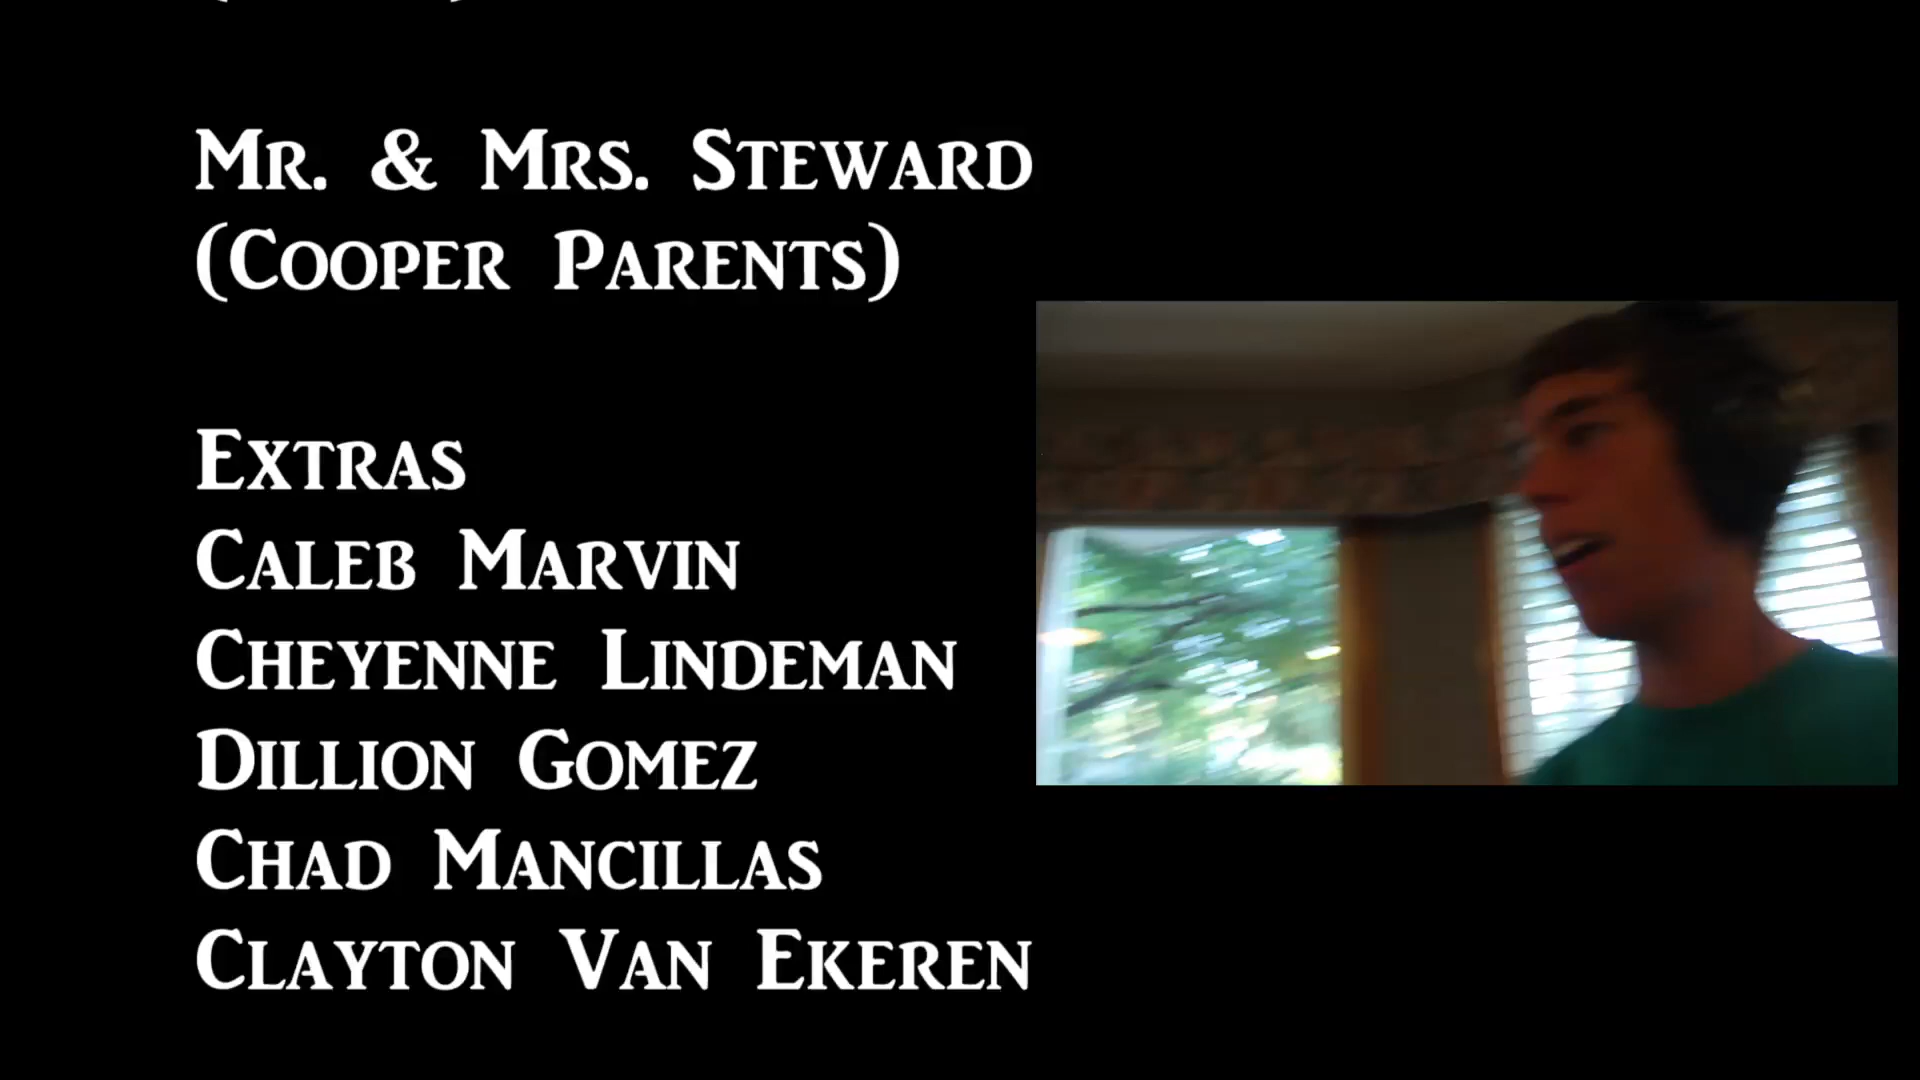 Mr. & Mrs. Steward
(Cooper Parents)
Extras
Caleb Marvin
Cheyenne Lindeman
Dillion Gomez
Chad Mancillas
Clayton Van Ekeren